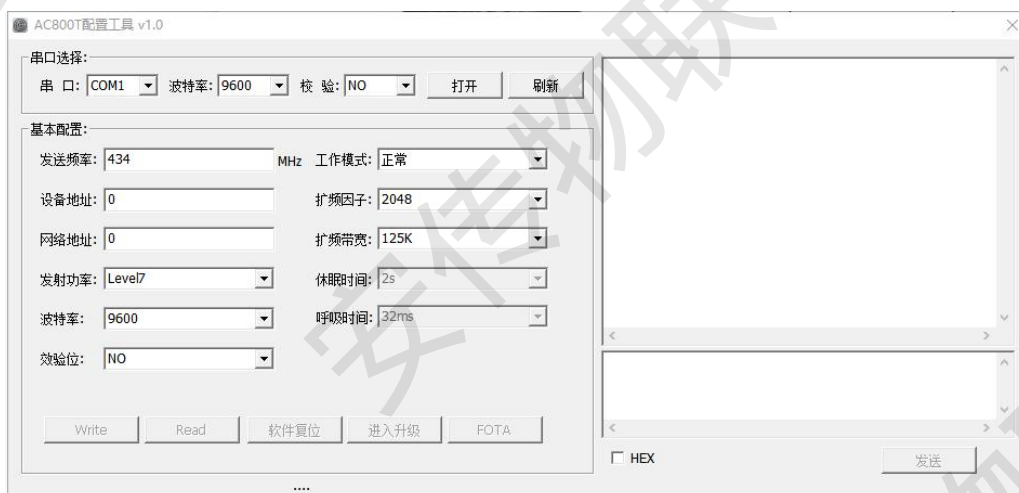 AC800T配置工具 v1.0
串口选择:
串 口: COM1 波特率: 9600 校 验: NO 打开 刷新
基本配置:
发送频率: 434 MHz 工作模式: 正常
设备地址: 0 扩频因子: 2048
网络地址: 0 扩频带宽: 125K
发射功率: Level7 休眠时间: 2s
波特率: 9600 呼吸时间: 32ms
效验位: NO
Write Read 软件复位 进入升级 FOTA
HEX 发送
....
安传物联